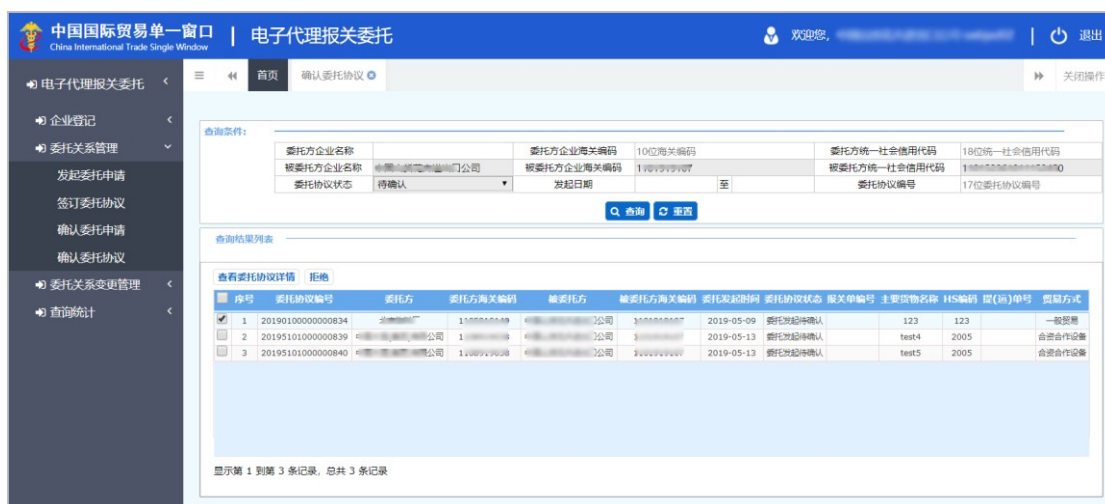 中国国际贸易单一窗口 | 电子代理报关委托 欢迎您, | 退出
China International Trade Single Window
电子代理报关委托 首页 确认委托协议 关闭操作
企业登记
委托关系管理
发起委托申请
签订委托协议
确认委托申请
确认委托协议
委托关系变更管理
查询统计
查询条件:
委托方企业名称 委托方企业海关编码 10位海关编码 委托方统一社会信用代码 18位统一社会信用代码
被委托方企业名称 口公司 被委托方企业海关编码 被委托方统一社会信用代码
委托协议状态 待确认 发起日期 至 委托协议编号 17位委托协议编号
查询 重置
查询结果列表
查看委托协议详情 拒绝
序号 委托协议编号 委托方 委托方海关编码 被委托方 被委托方海关编码 委托发起时间 委托协议状态 报关单编号 主要货物名称 HS编码 提(运)单号 贸易方式
1 20190100000000834 公司 2019-05-09 委托发起待确认 123 123 一般贸易
2 20195101000000839 公司 公司 2019-05-13 委托发起待确认 test4 2005 合资合作设备
3 20195101000000840 公司 公司 2019-05-13 委托发起待确认 test5 2005 合资合作设备
显示第 1 到第 3 条记录，总共 3 条记录